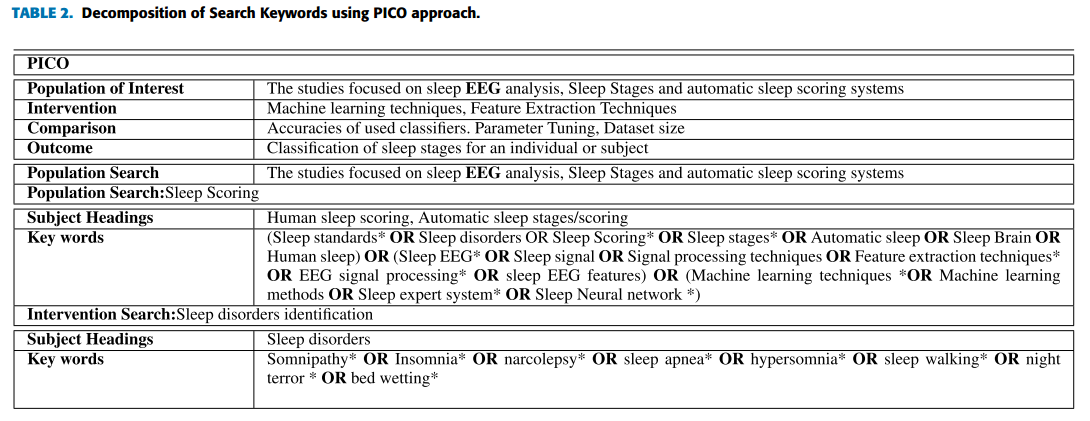 TABLE 2. Decomposition of Search Keywords using PICO approach.
PICO
Population of Interest The studies focused on sleep EEG analysis, Sleep Stages and automatic sleep scoring systems
Intervention Machine learning techniques, Feature Extraction Techniques
Comparison Accuracies of used classifiers. Parameter Tuning, Dataset size
Outcome Classification of sleep stages for an individual or subject
Population Search The studies focused on sleep EEG analysis, Sleep Stages and automatic sleep scoring systems
Population Search:Sleep Scoring
Subject Headings Human sleep scoring, Automatic sleep stages/scoring
Key words (Sleep standards* OR Sleep disorders OR Sleep Scoring* OR Sleep stages* OR Automatic sleep OR Sleep Brain OR
Human sleep) OR (Sleep EEG* OR Sleep signal OR Signal processing techniques OR Feature extraction techniques*
OR EEG signal processing* OR sleep EEG features) OR (Machine learning techniques *OR Machine learning
methods OR Sleep expert system* OR Sleep Neural network *)
Intervention Search:Sleep disorders identification
Subject Headings Sleep disorders
Key words Somnipathy* OR Insomnia* OR narcolepsy* OR sleep apnea* OR hypersomnia* OR sleep walking* OR night
terror * OR bed wetting*